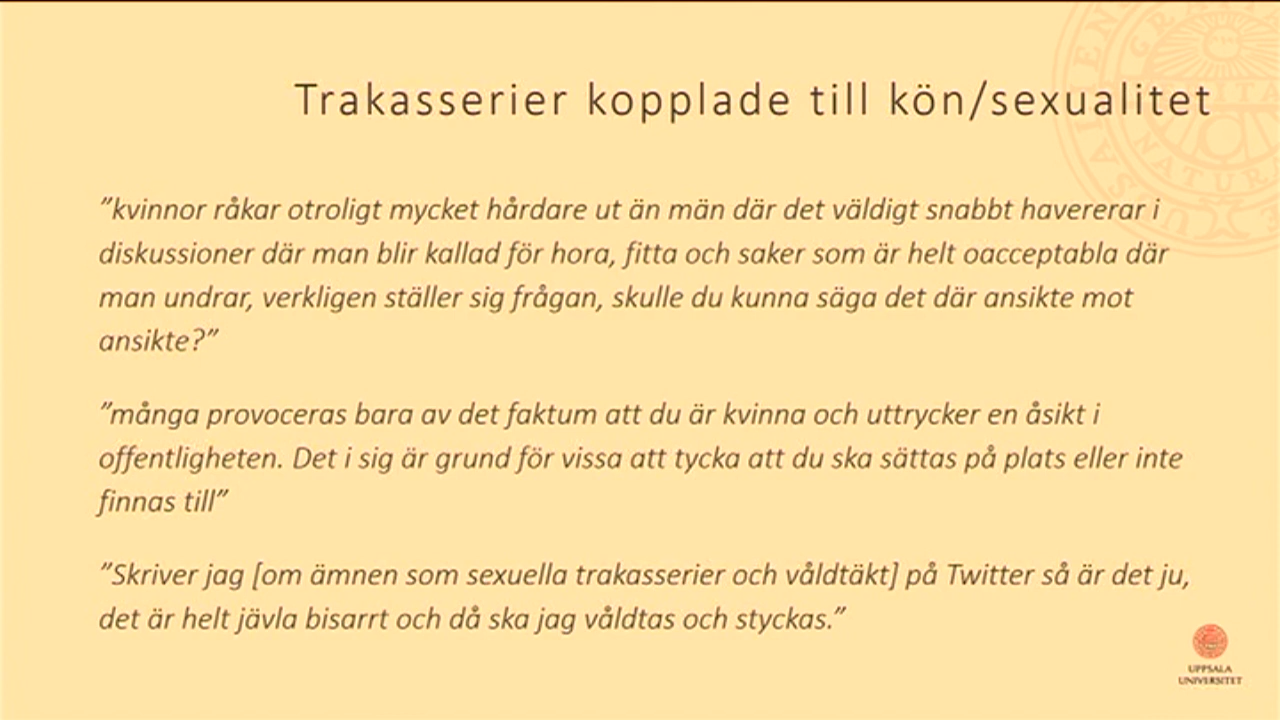 Trakasserier kopplade till kön/sexualitet
”kvinnor råkar otroligt mycket hårdare ut än män där det väldigt snabbt havererar i
diskussioner där man blir kallad för hora, fitta och saker som är helt oacceptabla där
man undrar, verkligen ställer sig frågan, skulle du kunna säga det där ansikte mot
ansikte?”
”många provoceras bara av det faktum att du är kvinna och uttrycker en åsikt i
offentligheten. Det i sig är grund för vissa att tycka att du ska sättas på plats eller inte
finnas till”
”Skriver jag [om ämnen som sexuella trakasserier och våldtäkt] på Twitter så är det ju,
det är helt jävla bisarrt och då ska jag våldtas och styckas.”
UPPSALA
UNIVERSITET